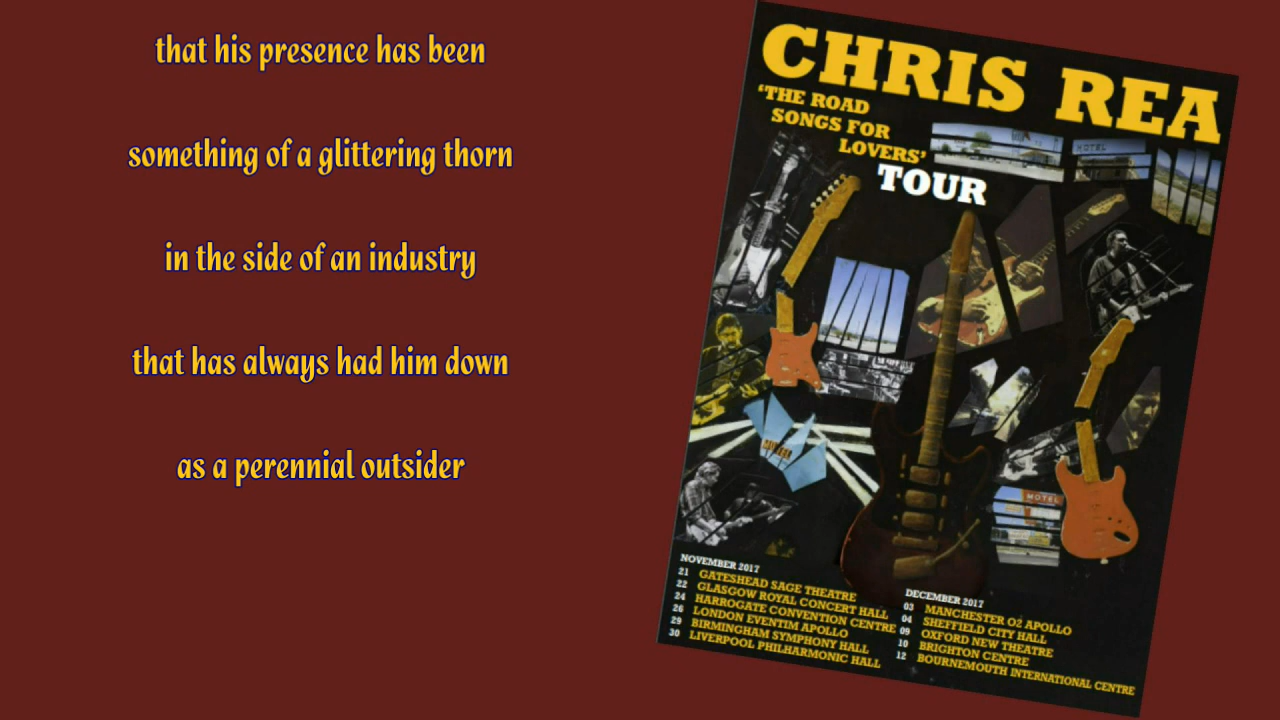 that his presence has been
something of a glittering thorn
in the side of an industry
that has always had him down
as a perennial outsider
CHRIS REA
‘THE ROAD
SONGS FOR
LOVERS’
TOUR
MOTEL
MOTEL
NOVEMBER 2017
21 GATESHEAD SAGE THEATRE
22 GLASGOW ROYAL CONCERT HALL
24 HARROGATE CONVENTION CENTRE
26 LONDON EVENTIM APOLLO
29 BIRMINGHAM SYMPHONY HALL
30 LIVERPOOL PHILHARMONIC HALL
DECEMBER 2017
03 MANCHESTER O2 APOLLO
04 SHEFFIELD CITY HALL
09 OXFORD NEW THEATRE
10 BRIGHTON CENTRE
12 BOURNEMOUTH INTERNATIONAL CENTRE